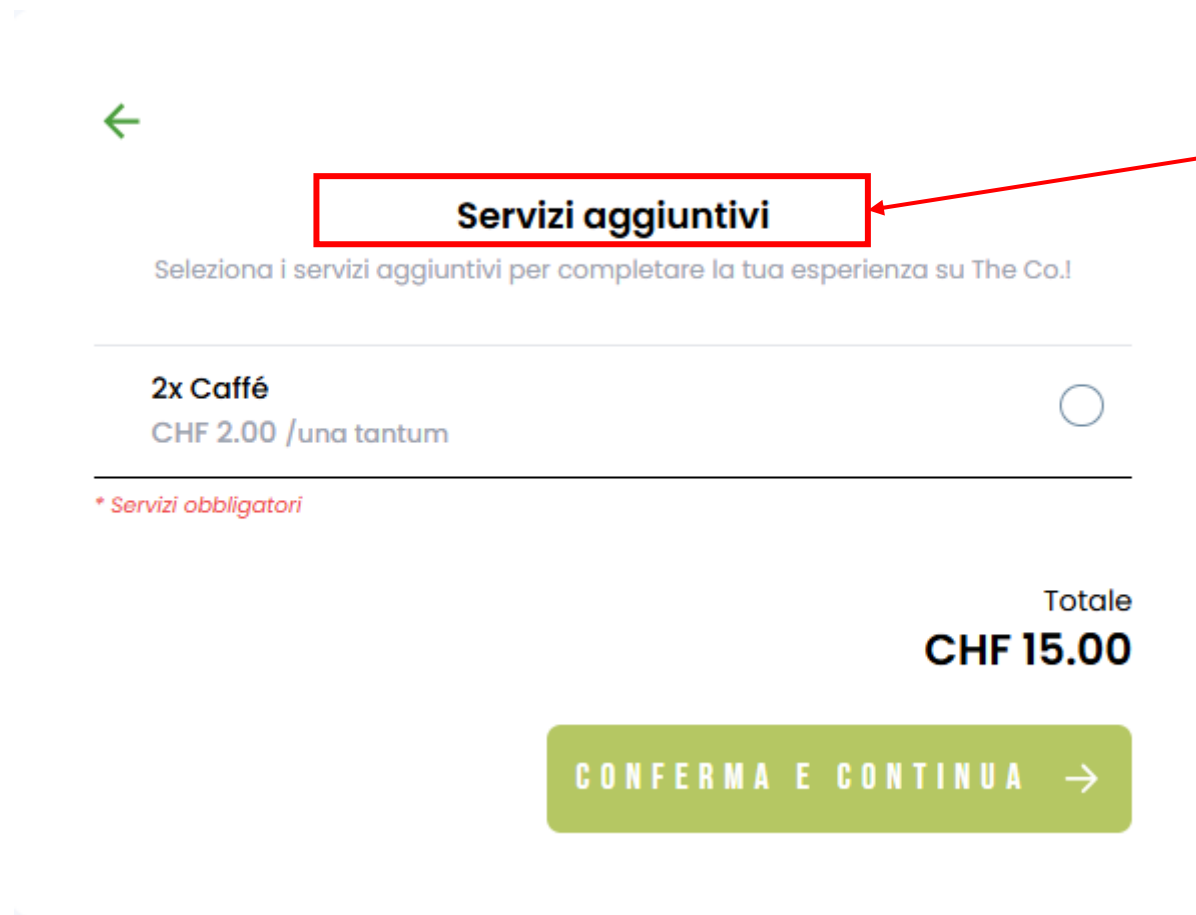 Servizi aggiuntivi
Seleziona i servizi aggiuntivi per completare la tua esperienza su The Co.!
2x Caffé
CHF 2.00 /una tantum
* Servizi obbligatori
Totale
CHF 15.00
CONFERMA E CONTINUA